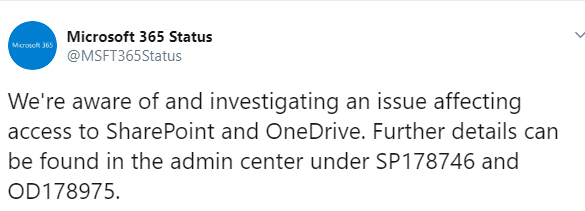 Microsoft 365
Microsoft 365 Status
@MSFT365Status
We're aware of and investigating an issue affecting
access to SharePoint and OneDrive. Further details can
be found in the admin center under SP178746 and
OD178975.